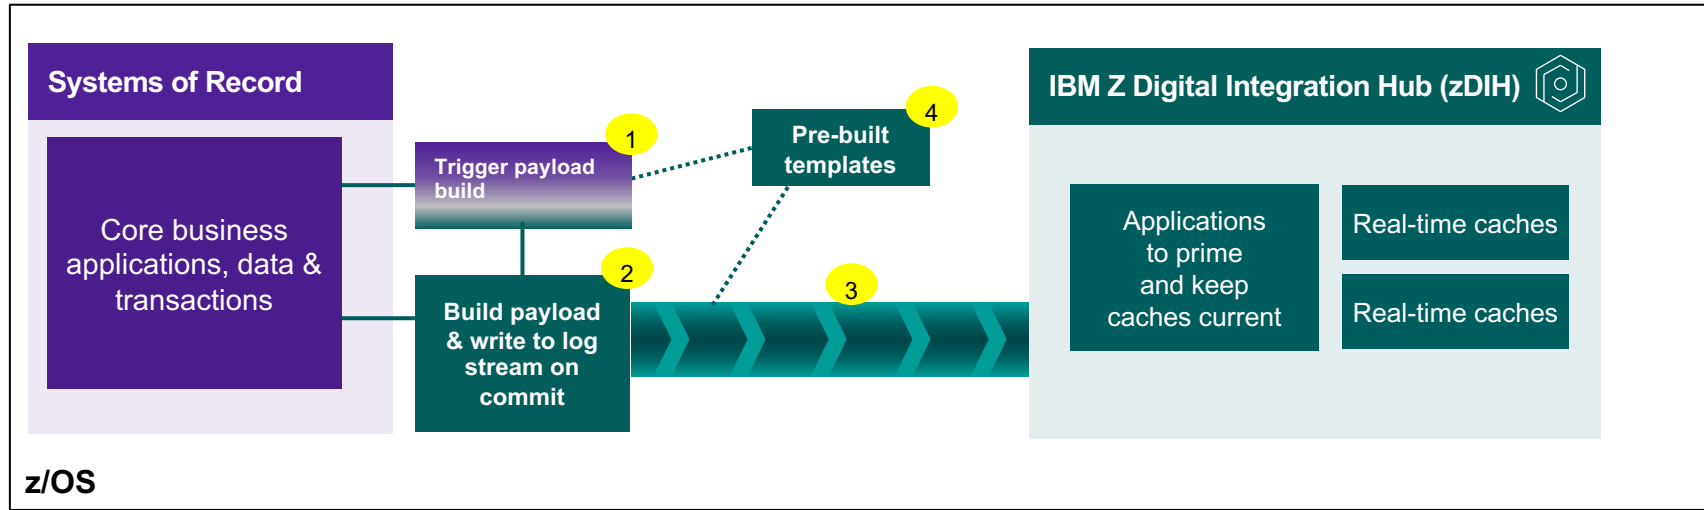 Systems of Record
Core business
applications, data &
transactions
1
Trigger payload
build
2
Build payload
& write to log
stream on
commit
3
4
Pre-built
templates
IBM Z Digital Integration Hub (zDIH)
Applications
to prime
and keep
caches current
Real-time caches
Real-time caches
z/OS